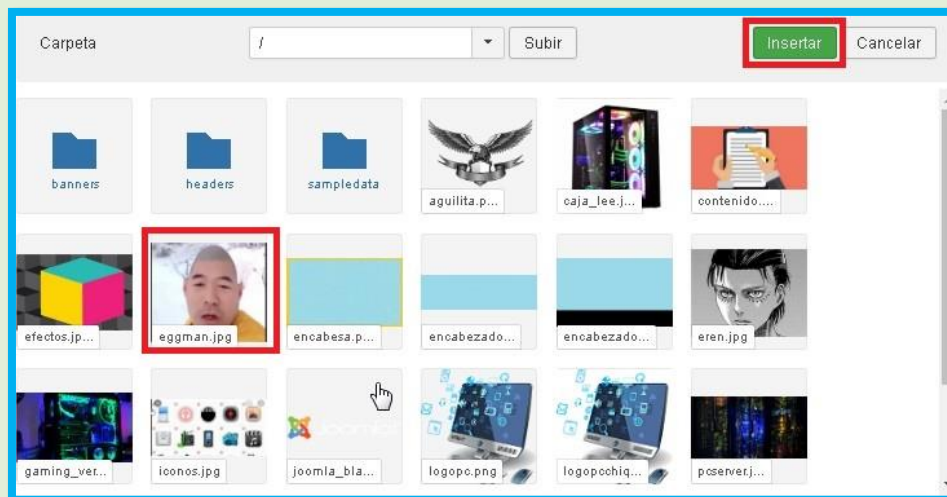 Carpeta
/
Subir
Insertar
Cancelar
banners
headers
sampledata
aguilita.p...
caja_lee.j...
contenido....
efectos.jp...
eggman.jpg
encabesa.p...
encabezado...
encabezado...
eren.jpg
gaming_ver...
iconos.jpg
joomla_bla...
logopc.png
logopcchiq...
pcserver.j...